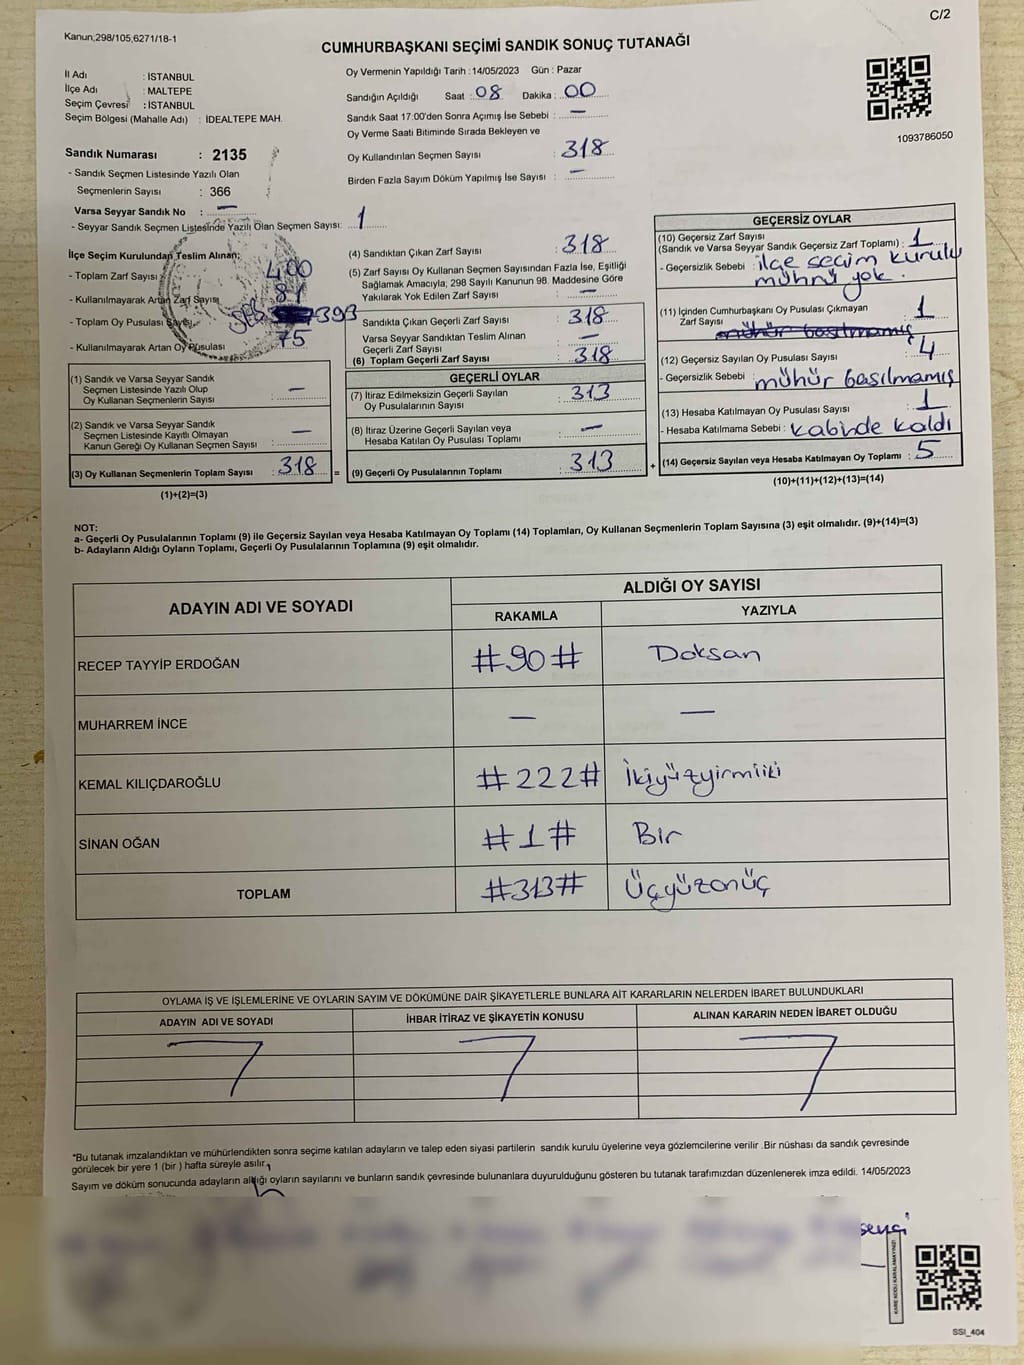 C/2
Kanun,298/105,6271/18-1
CUMHURBAŞKANI SEÇİMİ SANDIK SONUÇ TUTANAĞI
İl Adı : İSTANBUL
İlçe Adı : MALTEPE
Seçim Çevresi : İSTANBUL
Seçim Bölgesi (Mahalle Adı) : İDEALTEPE MAH.
Oy Vermenin Yapıldığı Tarih : 14/05/2023 Gün : Pazar
Sandığın Açıldığı Saat : 08 Dakika : 00
Sandık Saat 17.00'den Sonra Açımış İse Sebebi : —
Oy Verme Saati Bitiminde Sırada Bekleyen ve
Oy Kullandırılan Seçmen Sayısı : 318
Birden Fazla Sayım Döküm Yapılmış İse Sayısı : —
1093786050
Sandık Numarası : 2135
- Sandık Seçmen Listesinde Yazılı Olan
Seçmenlerin Sayısı : 366
Varsa Seyyar Sandık No : —
- Seyyar Sandık Seçmen Listesinde Yazılı Olan Seçmen Sayısı: 1
İlçe Seçim Kurulundan Teslim Alınan;
- Toplam Zarf Sayısı 400
- Kullanılmayarak Artan Zarf Sayısı 81
- Toplam Oy Pusulası Sayısı 393
- Kullanılmayarak Artan Oy Pusulası 75
(1) Sandık ve Varsa Seyyar Sandık
Seçmen Listesinde Yazılı Olup
Oy Kullanan Seçmenlerin Sayısı : —
(2) Sandık ve Varsa Seyyar Sandık
Seçmen Listesinde Kayıtlı Olmayan
Kanun Gereği Oy Kullanan Seçmen Sayısı : —
(3) Oy Kullanan Seçmenlerin Toplam Sayısı : 318 =
(1)+(2)=(3)
(4) Sandıktan Çıkan Zarf Sayısı : 318
(5) Zarf Sayısı Oy Kullanan Seçmen Sayısından Fazla İse, Eşitliği
Sağlamak Amacıyla, 298 Sayılı Kanunun 98. Maddesine Göre
Yakılarak Yok Edilen Zarf Sayısı : —
Sandıkta Çıkan Geçerli Zarf Sayısı : 318
Varsa Seyyar Sandıktan Teslim Alınan
Geçerli Zarf Sayısı : —
(6) Toplam Geçerli Zarf Sayısı : 318
GEÇERLİ OYLAR
(7) İtiraz Edilmeksizin Geçerli Sayılan
Oy Pusulalarının Sayısı : 313
(8) İtiraz Üzerine Geçerli Sayılan veya
Hesaba Katılan Oy Pusulası Toplamı : —
(9) Geçerli Oy Pusulalarının Toplamı : 313 +
GEÇERSİZ OYLAR
(10) Geçersiz Zarf Sayısı
(Sandık ve Varsa Seyyar Sandık Geçersiz Zarf Toplamı) : 1
- Geçersizlik Sebebi : ilçe seçim kurulu
mührü yok.
(11) İçinden Cumhurbaşkanı Oy Pusulası Çıkmayan
Zarf Sayısı : 1
mühür basılmamış
(12) Geçersiz Sayılan Oy Pusulası Sayısı : 4
- Geçersizlik Sebebi : mühür basılmamış
(13) Hesaba Katılmayan Oy Pusulası Sayısı : 1
- Hesaba Katılmama Sebebi : kabinde kaldı
(14) Geçersiz Sayılan veya Hesaba Katılmayan Oy Toplamı : 5
(10)+(11)+(12)+(13)=(14)
NOT:
a- Geçerli Oy Pusulalarının Toplamı (9) ile Geçersiz Sayılan veya Hesaba Katılmayan Oy Toplamı (14) Toplamları, Oy Kullanan Seçmenlerin Toplam Sayısına (3) eşit olmalıdır. (9)+(14)=(3)
b- Adayların Aldığı Oyların Toplamı, Geçerli Oy Pusulalarının Toplamına (9) eşit olmalıdır.
ADAYIN ADI VE SOYADI ALDIĞI OY SAYISI
RAKAMLA YAZIYLA
RECEP TAYYİP ERDOĞAN #90# Doksan
MUHARREM İNCE — —
KEMAL KILIÇDAROĞLU #222# İkiyüzyirmiiki
SİNAN OĞAN #1# Bir
TOPLAM #313# Üçyüzonüç
OYLAMA İŞ VE İŞLEMLERİNE VE OYLARIN SAYIM VE DÖKÜMÜNE DAİR ŞİKAYETLERLE BUNLARA AİT KARARLARIN NELERDEN İBARET BULUNDUKLARI
ADAYIN ADI VE SOYADI İHBAR İTİRAZ VE ŞİKAYETİN KONUSU ALINAN KARARIN NEDEN İBARET OLDUĞU
*Bu tutanak imzalandıktan ve mühürlendikten sonra seçime katılan adayların ve talep eden siyasi partilerin sandık kurulu üyelerine veya gözlemcilerine verilir .Bir nüshası da sandık çevresinde
görülecek bir yere 1 (bir ) hafta süreyle asılır.
Sayım ve döküm sonucunda adayların aldığı oyların sayılarını ve bunların sandık çevresinde bulunanlara duyurulduğunu gösteren bu tutanak tarafımızdan düzenlenerek imza edildi. 14/05/2023
KARE KODU KARALAMAYINIZ!
SSI_404